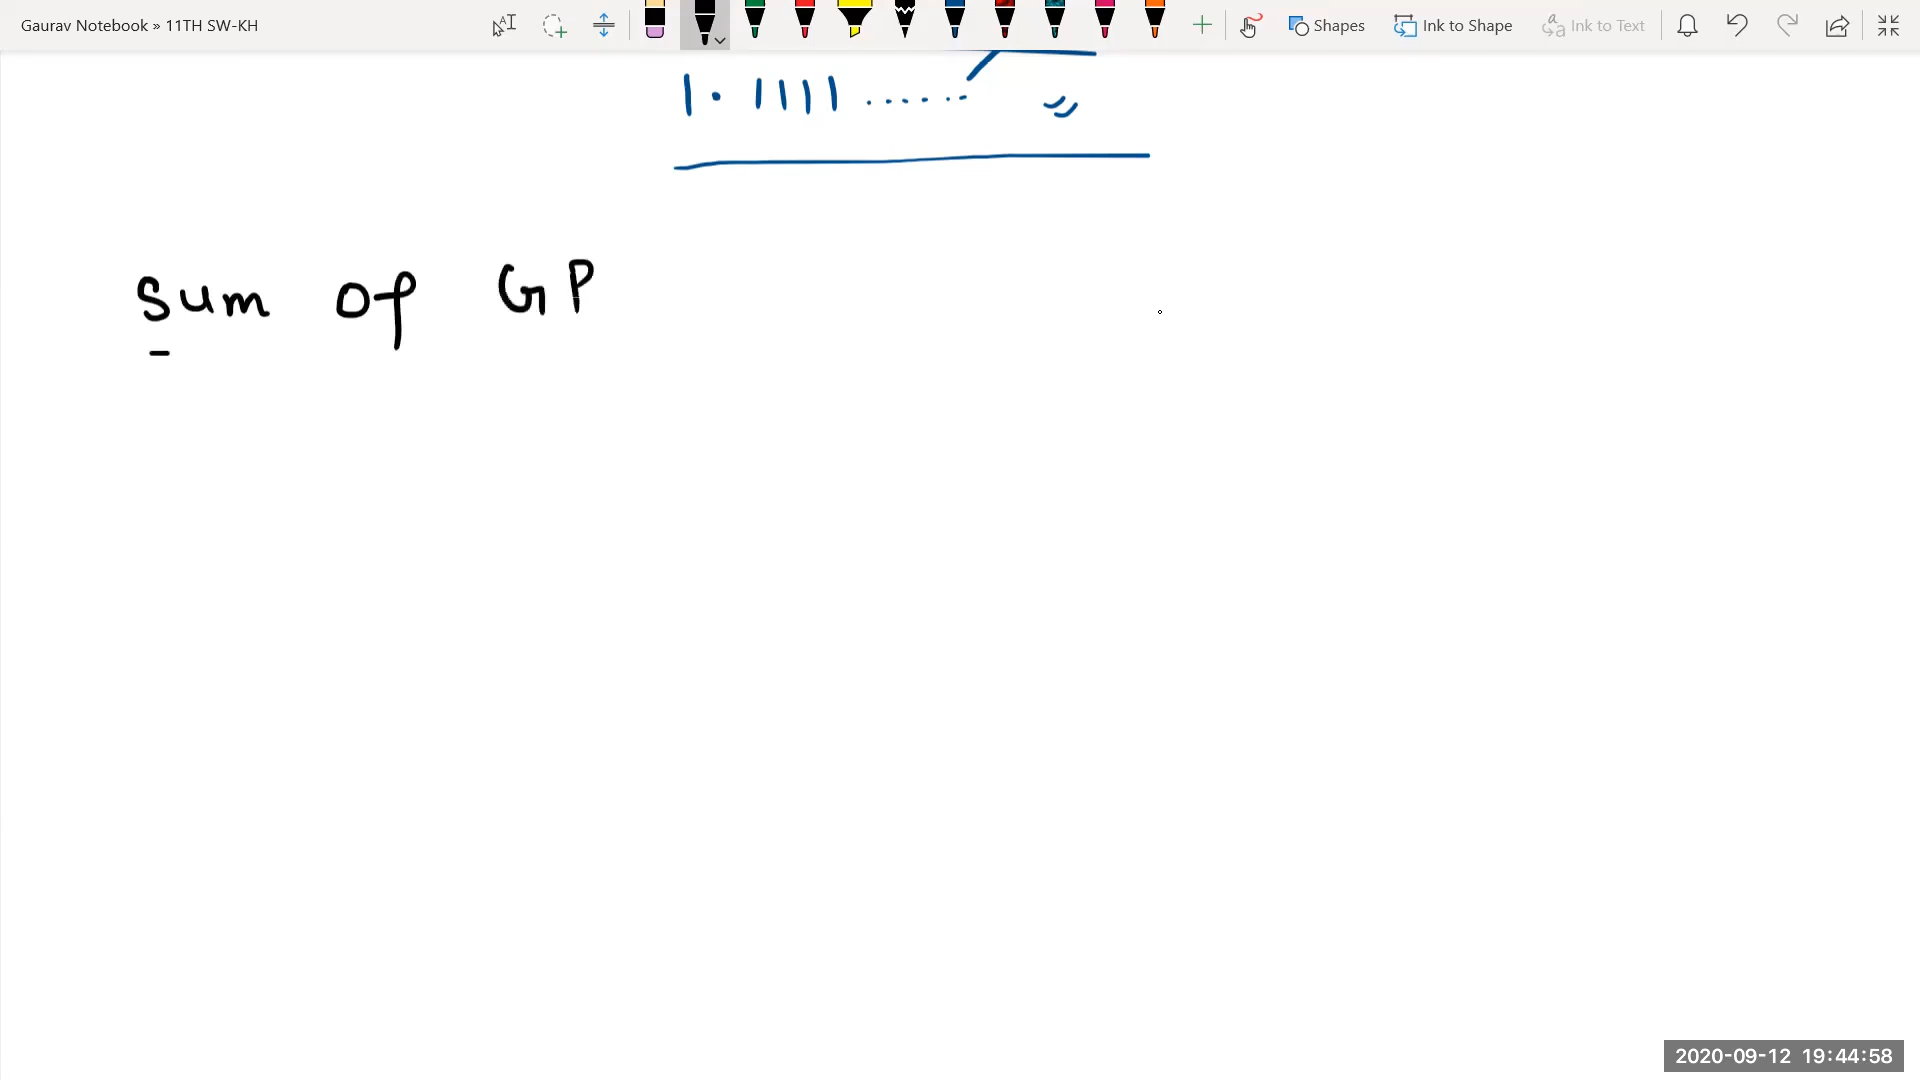 Gaurav Notebook » 11TH SW-KH
Shapes
Ink to Shape
Ink to Text
1.1111......
Sum of GP
2020-09-12 19:44:58